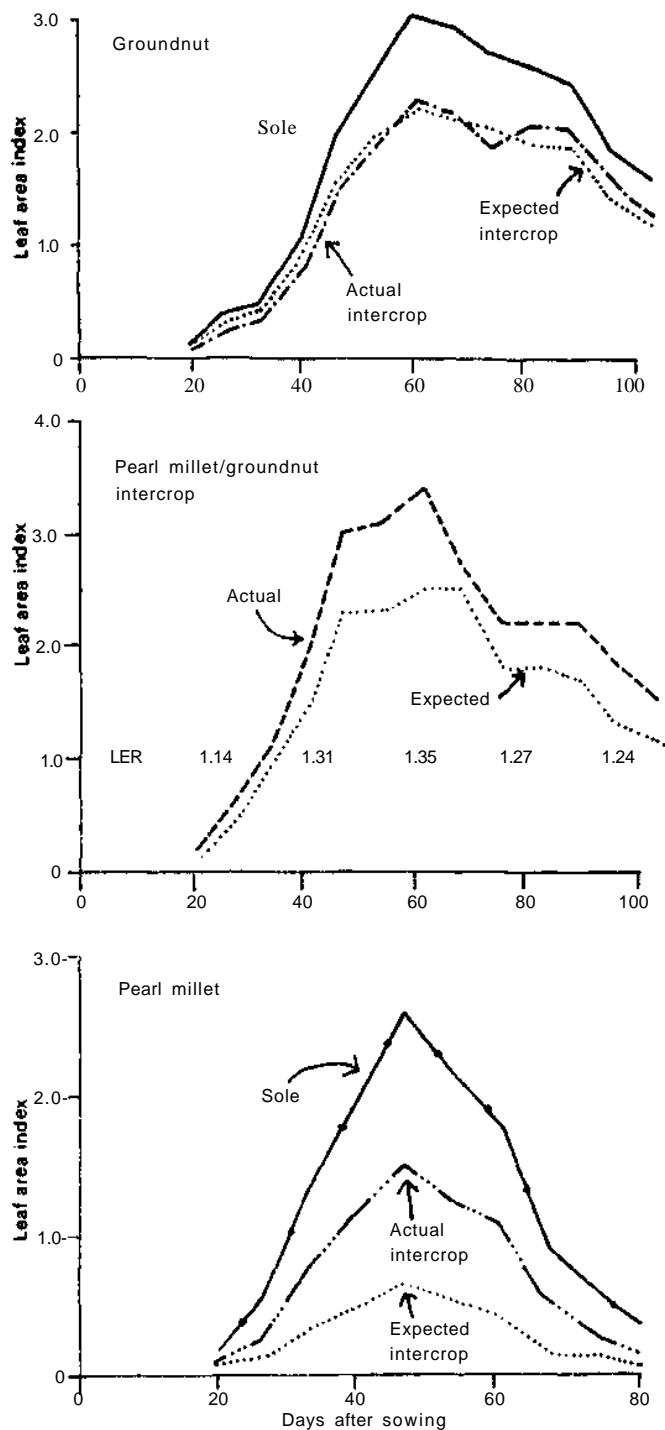 Groundnut
Leaf area index
3.0
2.0
1.0
0
Sole
Expected
intercrop
Actual
intercrop
0 20 40 60 80 100
Pearl millet/groundnut
intercrop
Leaf area index
4.0
3.0
2.0
1.0
0
Actual
Expected
LER 1.14 1.31 1.35 1.27 1.24
0 20 40 60 80 100
Pearl millet
Leaf area index
3.0
2.0
1.0
0
Sole
Actual
intercrop
Expected
intercrop
0 20 40 60 80
Days after sowing